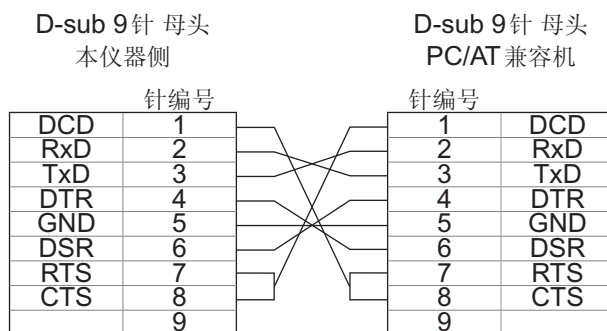 D-sub 9针 母头 D-sub 9针 母头
本仪器侧 PC/AT兼容机
针编号 针编号
DCD 1 1 DCD
RxD 2 2 RxD
TxD 3 3 TxD
DTR 4 4 DTR
GND 5 5 GND
DSR 6 6 DSR
RTS 7 7 RTS
CTS 8 8 CTS
9 9